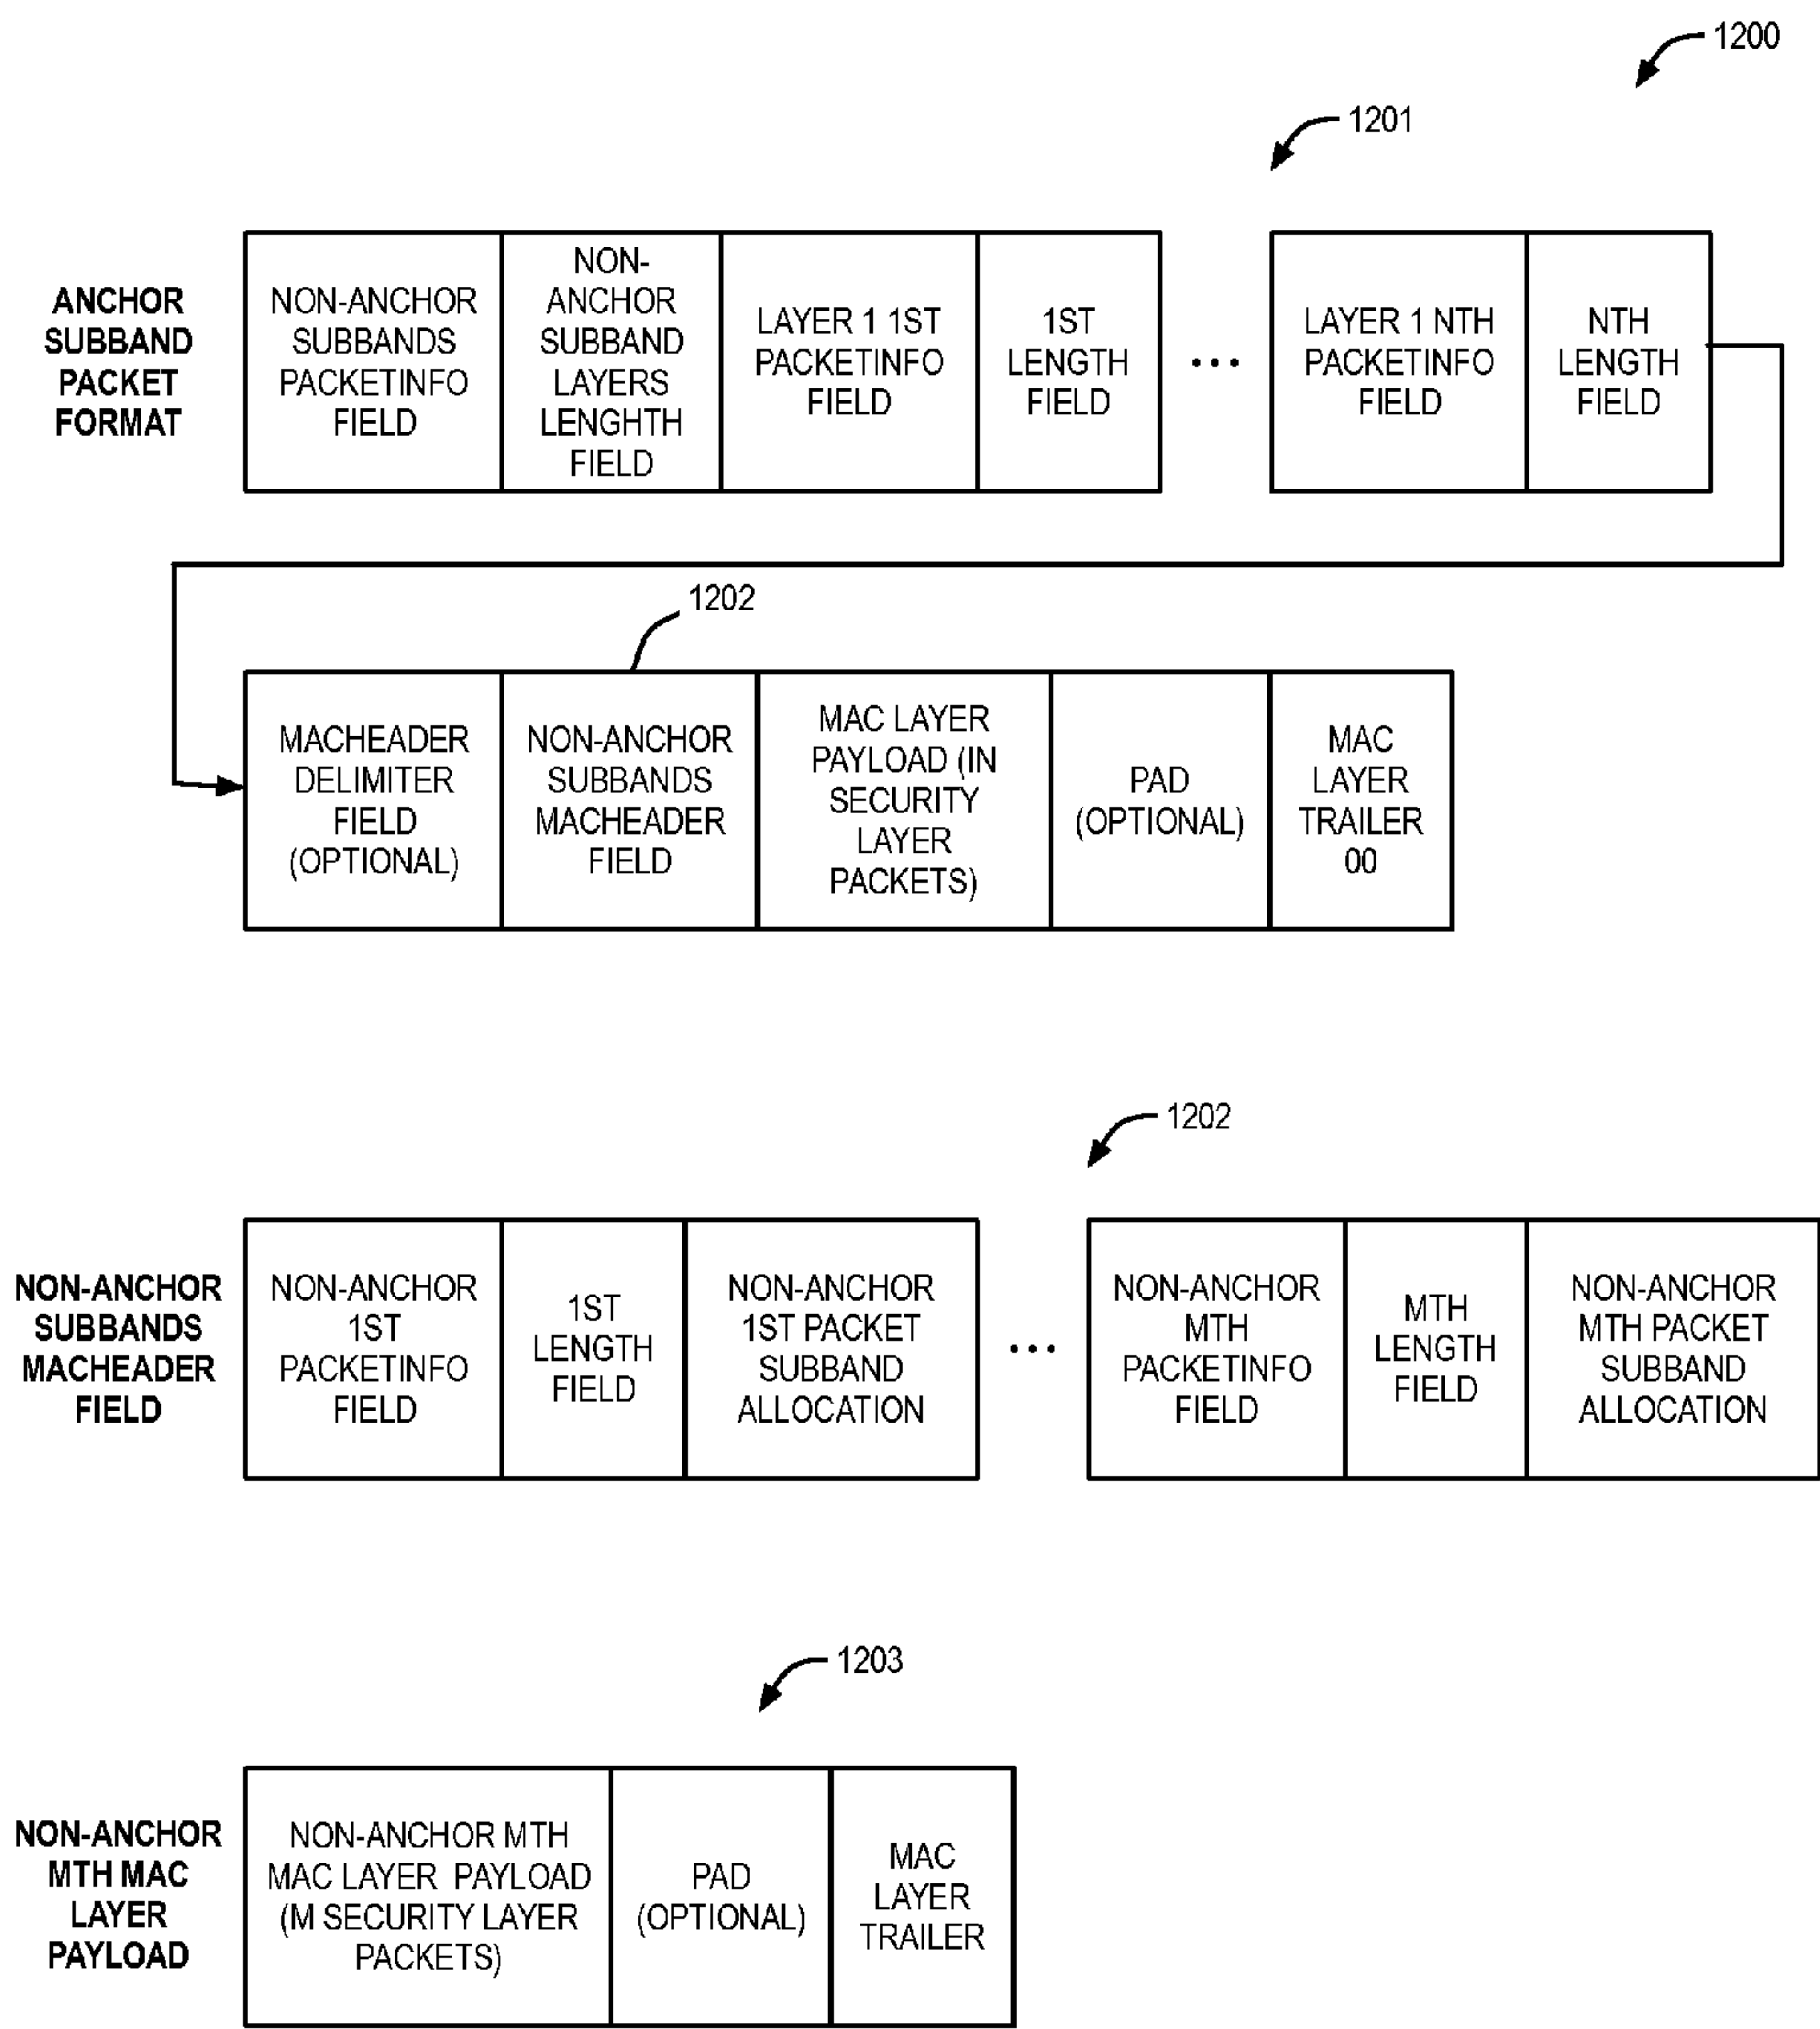 1200
1201
ANCHOR
SUBBAND
PACKET
FORMAT
NON-ANCHOR
SUBBANDS
PACKETINFO
FIELD
NON-
ANCHOR
SUBBAND
LAYERS
LENGHTH
FIELD
LAYER 1 1ST
PACKETINFO
FIELD
1ST
LENGTH
FIELD
...
LAYER 1 NTH
PACKETINFO
FIELD
NTH
LENGTH
FIELD
1202
MACHEADER
DELIMITER
FIELD
(OPTIONAL)
NON-ANCHOR
SUBBANDS
MACHEADER
FIELD
MAC LAYER
PAYLOAD (IN
SECURITY
LAYER
PACKETS)
PAD
(OPTIONAL)
MAC
LAYER
TRAILER
00
1202
NON-ANCHOR
SUBBANDS
MACHEADER
FIELD
NON-ANCHOR
1ST
PACKETINFO
FIELD
1ST
LENGTH
FIELD
NON-ANCHOR
1ST PACKET
SUBBAND
ALLOCATION
...
NON-ANCHOR
MTH
PACKETINFO
FIELD
MTH
LENGTH
FIELD
NON-ANCHOR
MTH PACKET
SUBBAND
ALLOCATION
1203
NON-ANCHOR
MTH MAC
LAYER
PAYLOAD
NON-ANCHOR MTH
MAC LAYER PAYLOAD
(M SECURITY LAYER
PACKETS)
PAD
(OPTIONAL)
MAC
LAYER
TRAILER